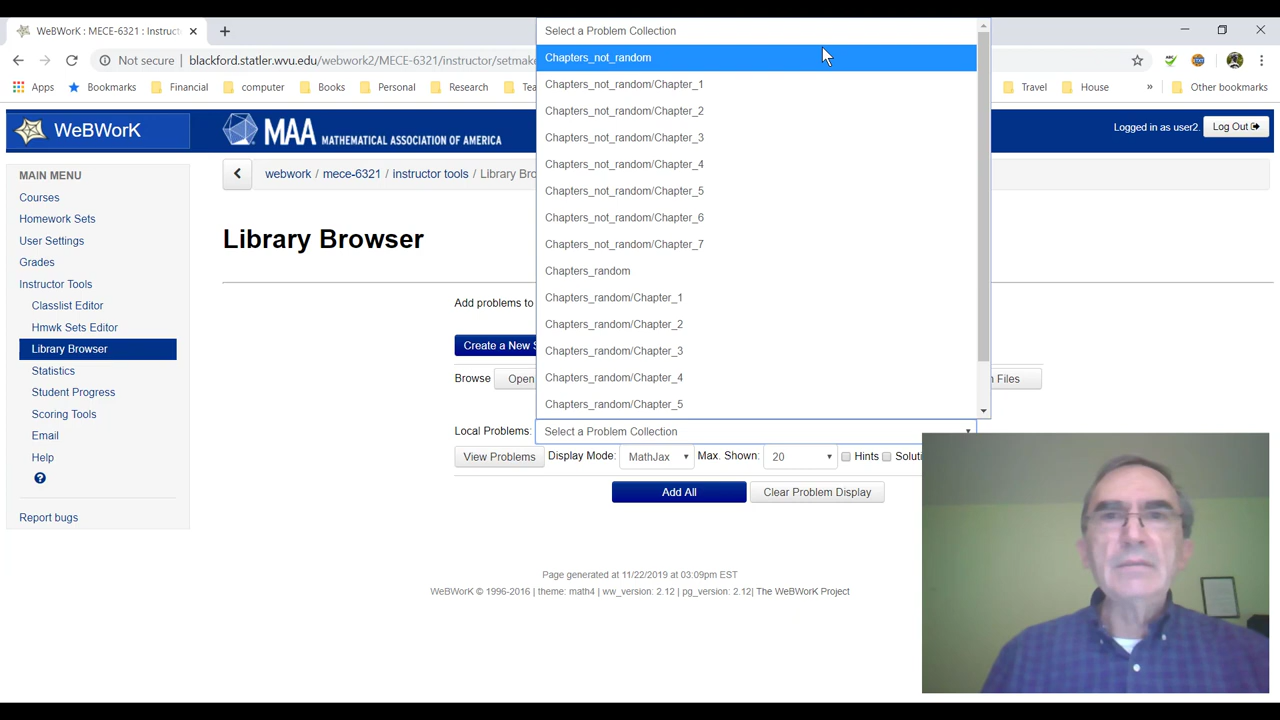 WeBWorK : MECE-6321 : Instruct
Not secure blackford.statler.wvu.edu/webwork2/MECE-6321/instructor/setmak
Apps Bookmarks Financial computer Books Personal Research Travel House » Other bookmarks
WeBWorK
MAA MATHEMATICAL ASSOCIATION OF AMERICA
Logged in as user2. Log Out
MAIN MENU
Courses
Homework Sets
User Settings
Grades
Instructor Tools
Classlist Editor
Hmwk Sets Editor
Library Browser
Statistics
Student Progress
Scoring Tools
Email
Help
Report bugs
webwork / mece-6321 / instructor tools / Library Bro
Library Browser
Add problems to
Create a New S
Browse Open n Files
Select a Problem Collection
Chapters_not_random
Chapters_not_random/Chapter_1
Chapters_not_random/Chapter_2
Chapters_not_random/Chapter_3
Chapters_not_random/Chapter_4
Chapters_not_random/Chapter_5
Chapters_not_random/Chapter_6
Chapters_not_random/Chapter_7
Chapters_random
Chapters_random/Chapter_1
Chapters_random/Chapter_2
Chapters_random/Chapter_3
Chapters_random/Chapter_4
Chapters_random/Chapter_5
Local Problems: Select a Problem Collection
View Problems Display Mode: MathJax Max. Shown: 20 Hints Soluti
Add All Clear Problem Display
Page generated at 11/22/2019 at 03:09pm EST
WeBWorK © 1996-2016 | theme: math4 | ww_version: 2.12 | pg_version: 2.12| The WeBWorK Project